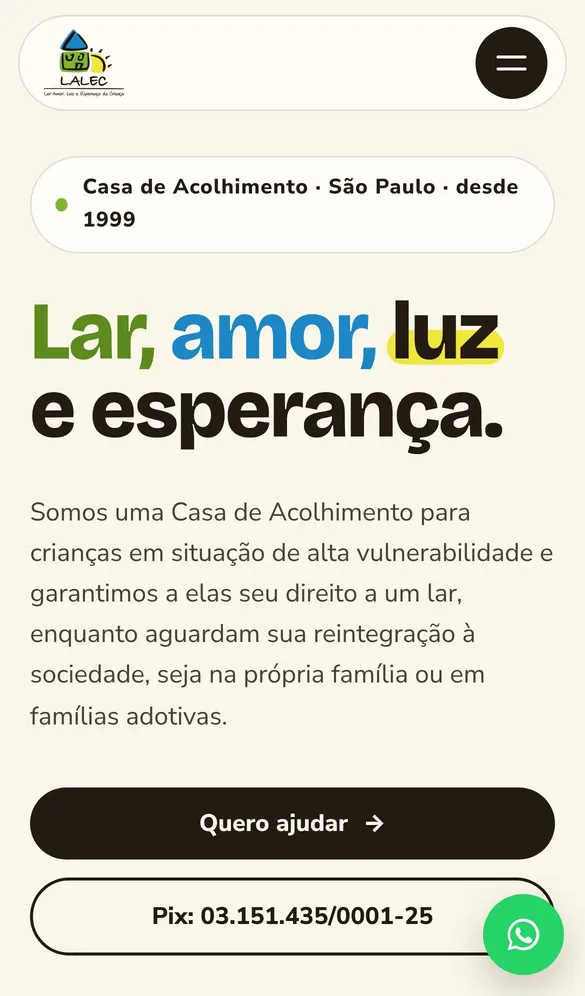 LALEC
Lar Amor, Luz e Esperança da Criança
Casa de Acolhimento · São Paulo · desde
1999
Lar, amor, luz
e esperança.
Somos uma Casa de Acolhimento para
crianças em situação de alta vulnerabilidade e
garantimos a elas seu direito a um lar,
enquanto aguardam sua reintegração à
sociedade, seja na própria família ou em
famílias adotivas.
Quero ajudar →
Pix: 03.151.435/0001-25